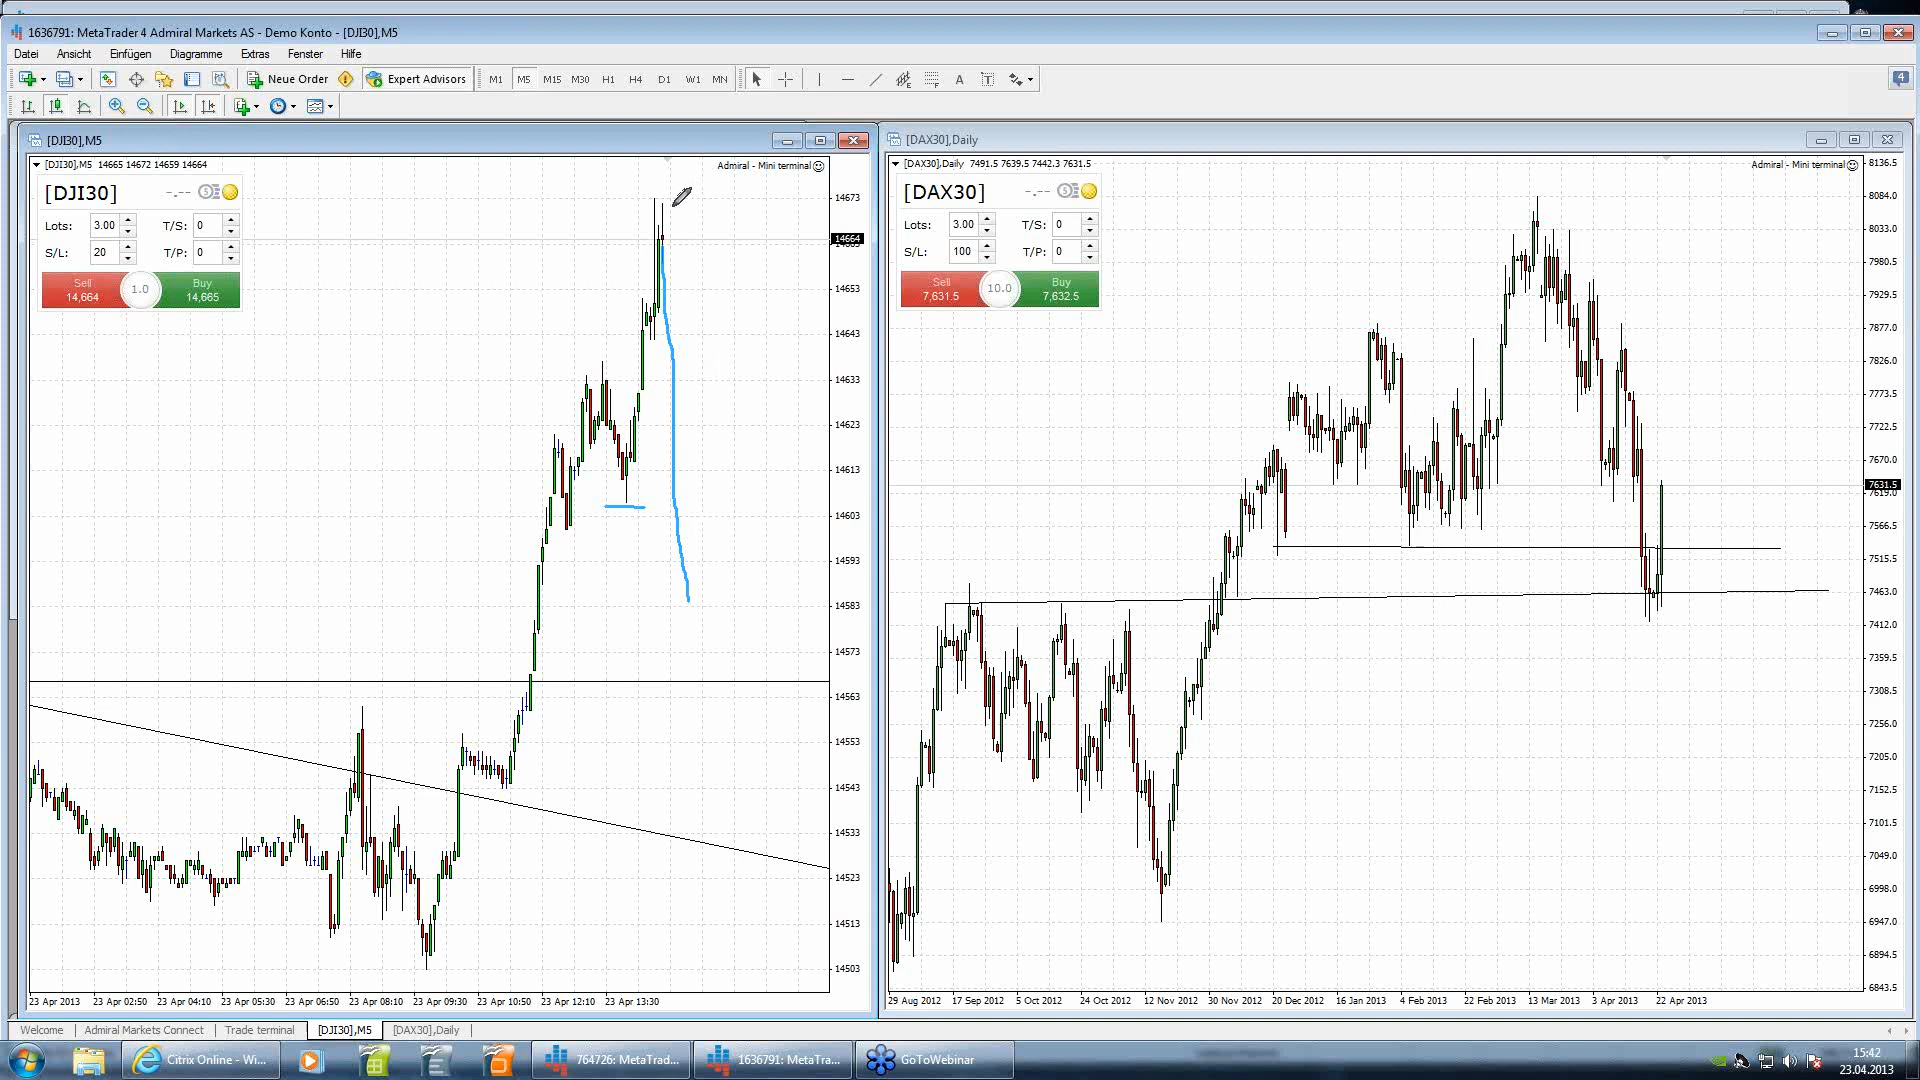 1636791: MetaTrader 4 Admiral Markets AS - Demo Konto - [DJI30],M5
Datei Ansicht Einfügen Diagramme Extras Fenster Hilfe
Neue Order Expert Advisors M1 M5 M15 M30 H1 H4 D1 W1 MN A T 4
[DJI30],M5
[DJI30],M5 14665 14672 14659 14664
Admiral - Mini terminal
[DJI30] -.--
Lots: 3.00 T/S: 0
S/L: 20 T/P: 0
Sell 1.0 Buy
14,664 14,665
14673
14664
14653
14643
14633
14623
14613
14603
14593
14583
14573
14563
14553
14543
14533
14523
14513
14503
23 Apr 2013 23 Apr 02:50 23 Apr 04:10 23 Apr 05:30 23 Apr 06:50 23 Apr 08:10 23 Apr 09:30 23 Apr 10:50 23 Apr 12:10 23 Apr 13:30
[DAX30],Daily
[DAX30],Daily 7491.5 7639.5 7442.3 7631.5
Admiral - Mini terminal
[DAX30] -.--
Lots: 3.00 T/S: 0
S/L: 100 T/P: 0
Sell 10.0 Buy
7,631.5 7,632.5
8136.5
8084.0
8033.0
7980.5
7929.5
7877.0
7826.0
7773.5
7722.5
7670.0
7631.5
7619.0
7566.5
7515.5
7463.0
7412.0
7359.5
7308.5
7256.0
7205.0
7152.5
7101.5
7049.0
6998.0
6947.0
6894.5
6843.5
29 Aug 2012 17 Sep 2012 5 Oct 2012 24 Oct 2012 12 Nov 2012 30 Nov 2012 20 Dec 2012 16 Jan 2013 4 Feb 2013 22 Feb 2013 13 Mar 2013 3 Apr 2013 22 Apr 2013
Welcome Admiral Markets Connect Trade terminal [DJI30],M5 [DAX30],Daily
Citrix Online - Wi... 764726: MetaTrad... 1636791: MetaTra... GoToWebinar
15:42
23.04.2013